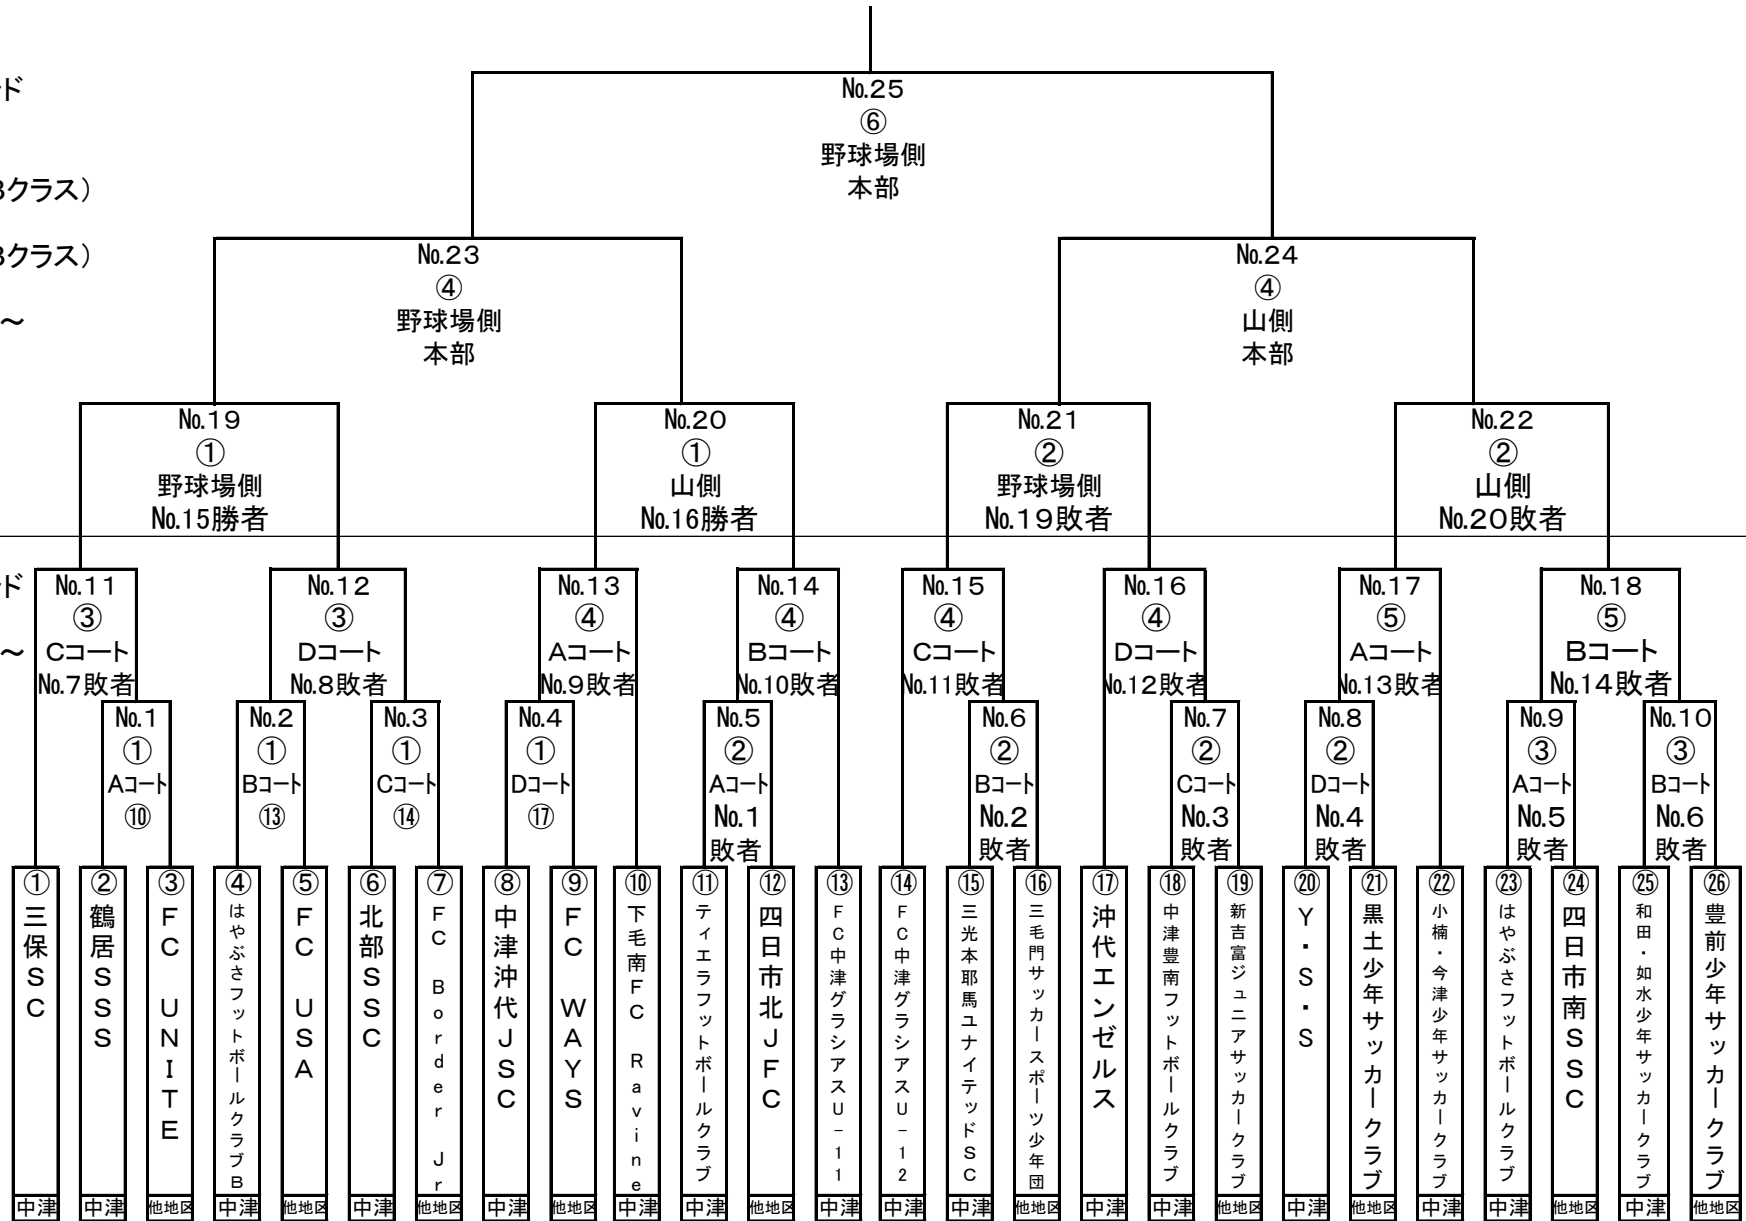 No.25
⑥
野球場側
本部
ド
Bクラス）
Bクラス）
～
No.23
④
野球場側
本部
No.24
④
山側
本部
No.19
①
野球場側
No.15勝者
No.20
①
山側
No.16勝者
No.21
②
野球場側
No.19敗者
No.22
②
山側
No.20敗者
ド
～
No.11
③
Cコート
No.7敗者
No.12
③
Dコート
No.8敗者
No.13
④
Aコート
No.9敗者
No.14
④
Bコート
No.10敗者
No.15
④
Cコート
No.11敗者
No.16
④
Dコート
No.12敗者
No.17
⑤
Aコート
No.13敗者
No.18
⑤
Bコート
No.14敗者
No.1
①
Aコート
⑩
No.2
①
Bコート
⑬
No.3
①
Cコート
⑭
No.4
①
Dコート
⑰
No.5
②
Aコート
No.1
敗者
No.6
②
Bコート
No.2
敗者
No.7
②
Cコート
No.3
敗者
No.8
②
Dコート
No.4
敗者
No.9
③
Aコート
No.5
敗者
No.10
③
Bコート
No.6
敗者
①
三保SC
中津
②
鶴居SSS
中津
③
FC UNITE
他地区
④
はやぶさフットボールクラブB
中津
⑤
FC USA
他地区
⑥
北部SSC
中津
⑦
FC Border Jr
他地区
⑧
中津沖代JSC
中津
⑨
FC WAYS
他地区
⑩
下毛南FC Ravine
中津
⑪
ティエラフットボールクラブ
中津
⑫
四日市北JFC
他地区
⑬
FC中津グラシアスU-11
中津
⑭
FC中津グラシアスU-12
中津
⑮
三光本耶馬ユナイテッドSC
中津
⑯
三毛門サッカースポーツ少年団
他地区
⑰
沖代エンゼルス
中津
⑱
中津豊南フットボールクラブ
中津
⑲
新吉富ジュニアサッカークラブ
他地区
⑳
Y・S・S
中津
㉑
黒土少年サッカークラブ
他地区
㉒
小楠・今津少年サッカークラブ
中津
㉓
はやぶさフットボールクラブ
中津
㉔
四日市南SSC
他地区
㉕
和田・如水少年サッカークラブ
中津
㉖
豊前少年サッカークラブ
他地区